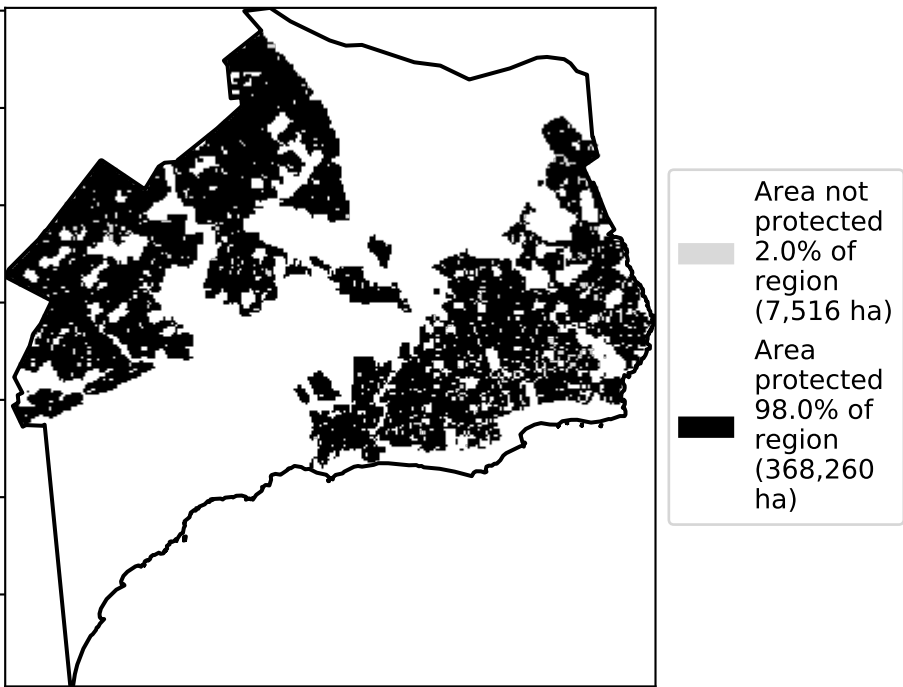 Area not
protected
2.0% of
region
(7,516 ha)
Area
protected
98.0% of
region
(368,260
ha)